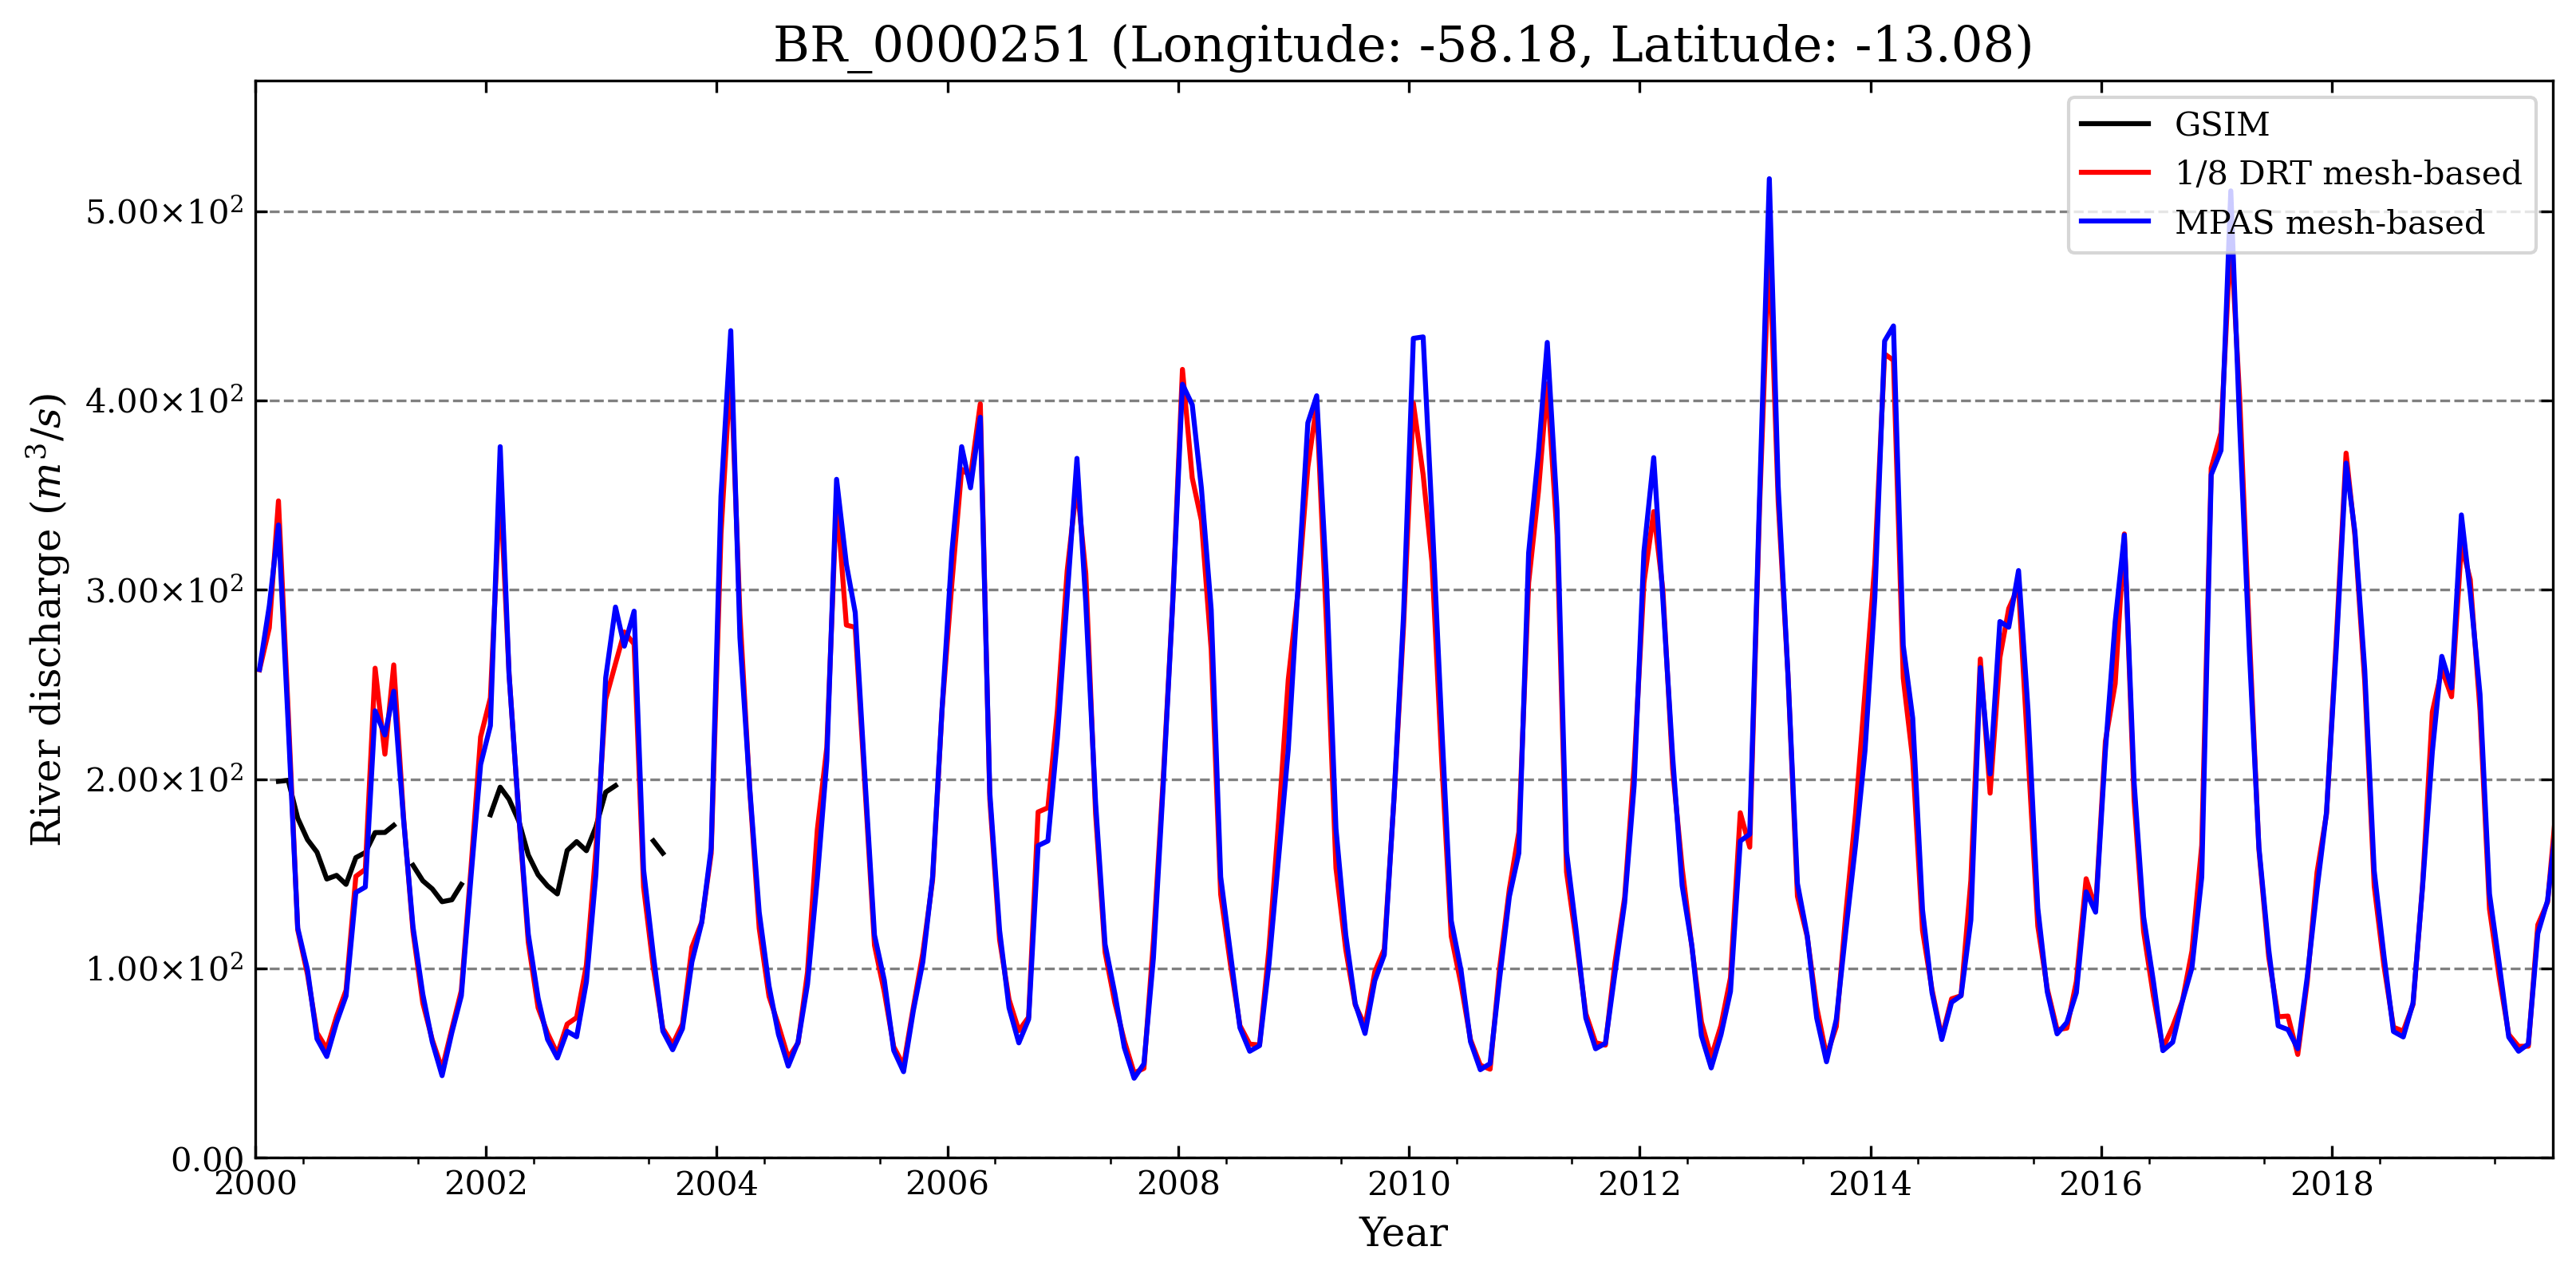 BR_0000251 (Longitude: -58.18, Latitude: -13.08)
GSIM
1/8 DRT mesh-based
MPAS mesh-based
River discharge (m³/s)
5.00×10²
4.00×10²
3.00×10²
2.00×10²
1.00×10²
0.00
2000 2002 2004 2006 2008 2010 2012 2014 2016 2018
Year